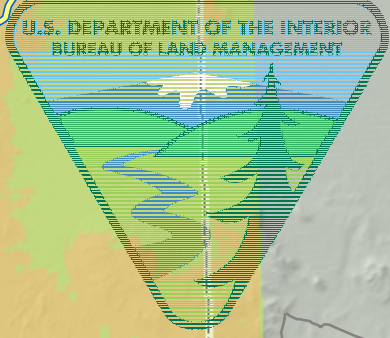 U.S. DEPARTMENT OF THE INTERIOR
BUREAU OF LAND MANAGEMENT